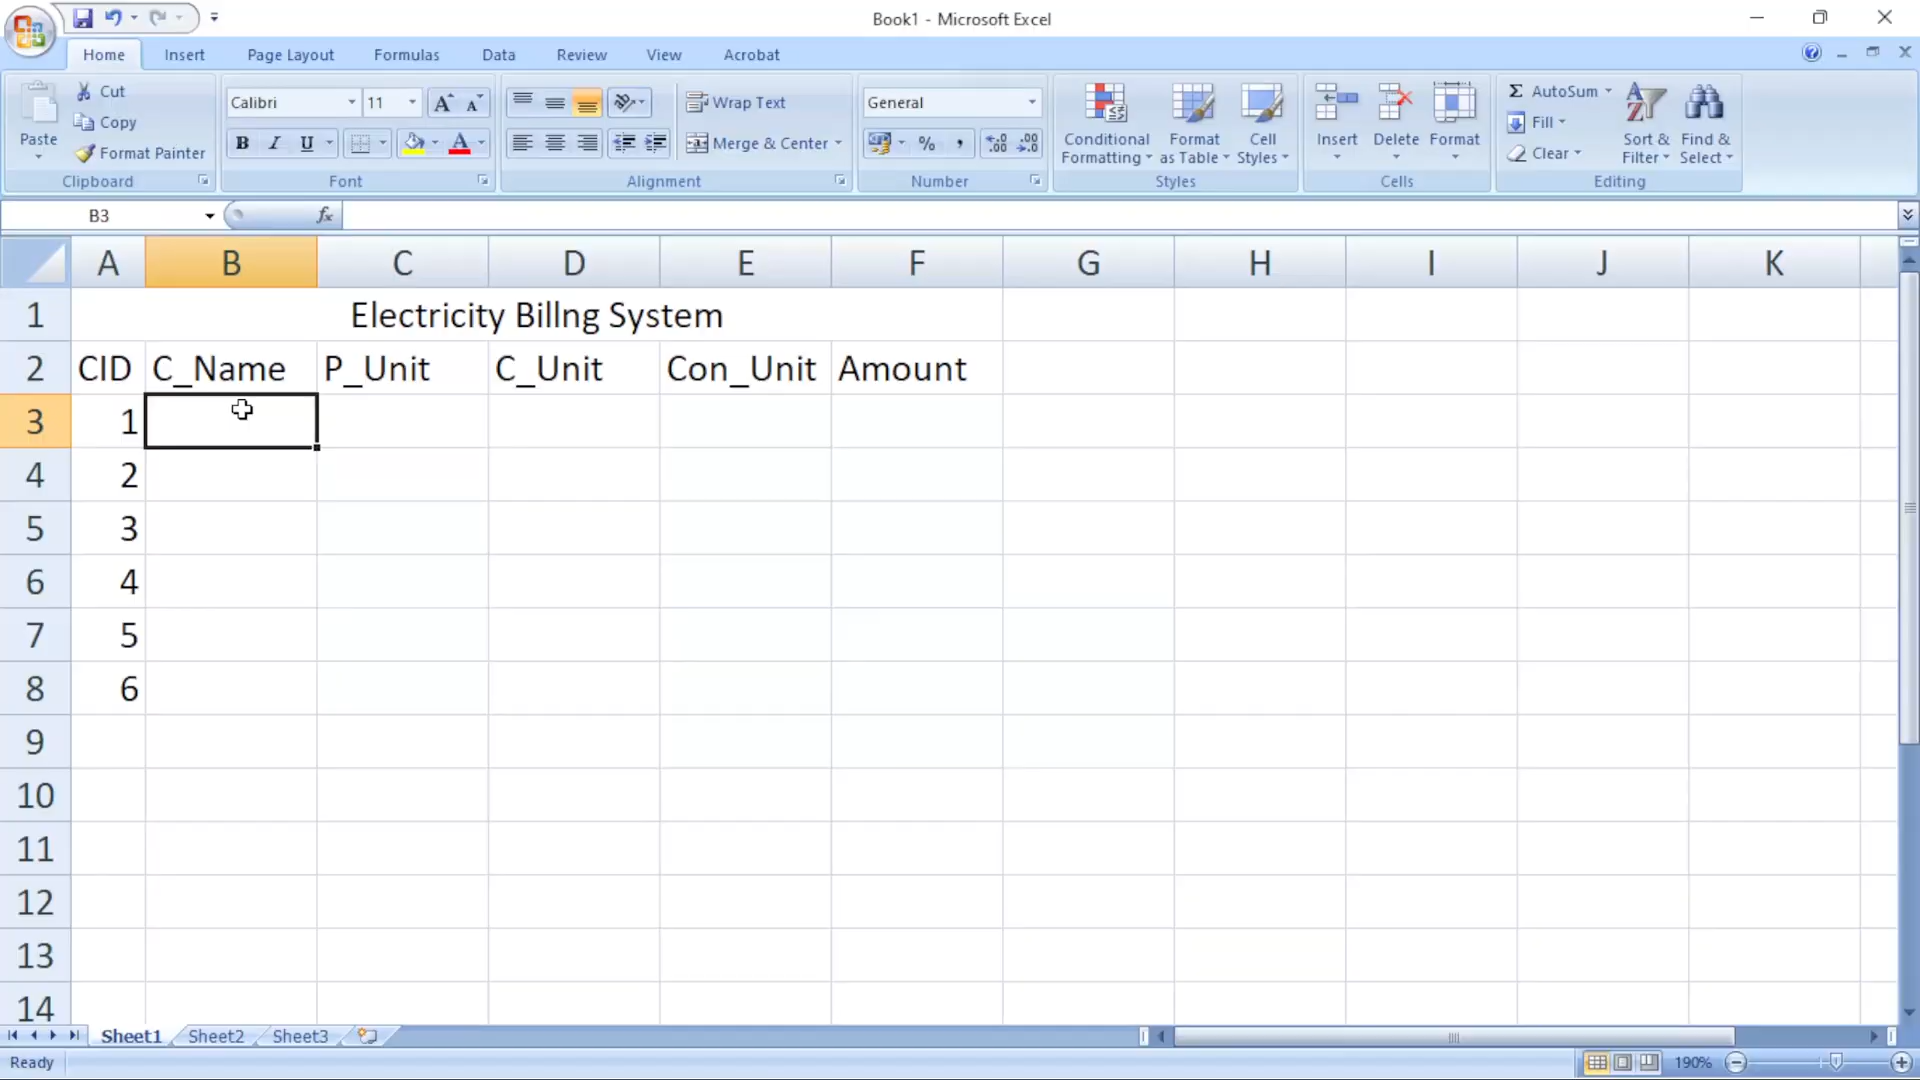 Book1 - Microsoft Excel
Home Insert Page Layout Formulas Data Review View Acrobat
Paste
Cut
Copy
Format Painter
Clipboard
Calibri 11
B I U
Font
Wrap Text
Merge & Center
Alignment
General
%
Number
Conditional Formatting
Format as Table
Cell Styles
Styles
Insert
Delete
Format
Cells
Σ AutoSum
Fill
Clear
Sort & Filter
Find & Select
Editing
B3 fx
A B C D E F G H I J K
1 Electricity Billng System
2 CID C_Name P_Unit C_Unit Con_Unit Amount
3 1
4 2
5 3
6 4
7 5
8 6
9
10
11
12
13
14
Sheet1 Sheet2 Sheet3
Ready 190%